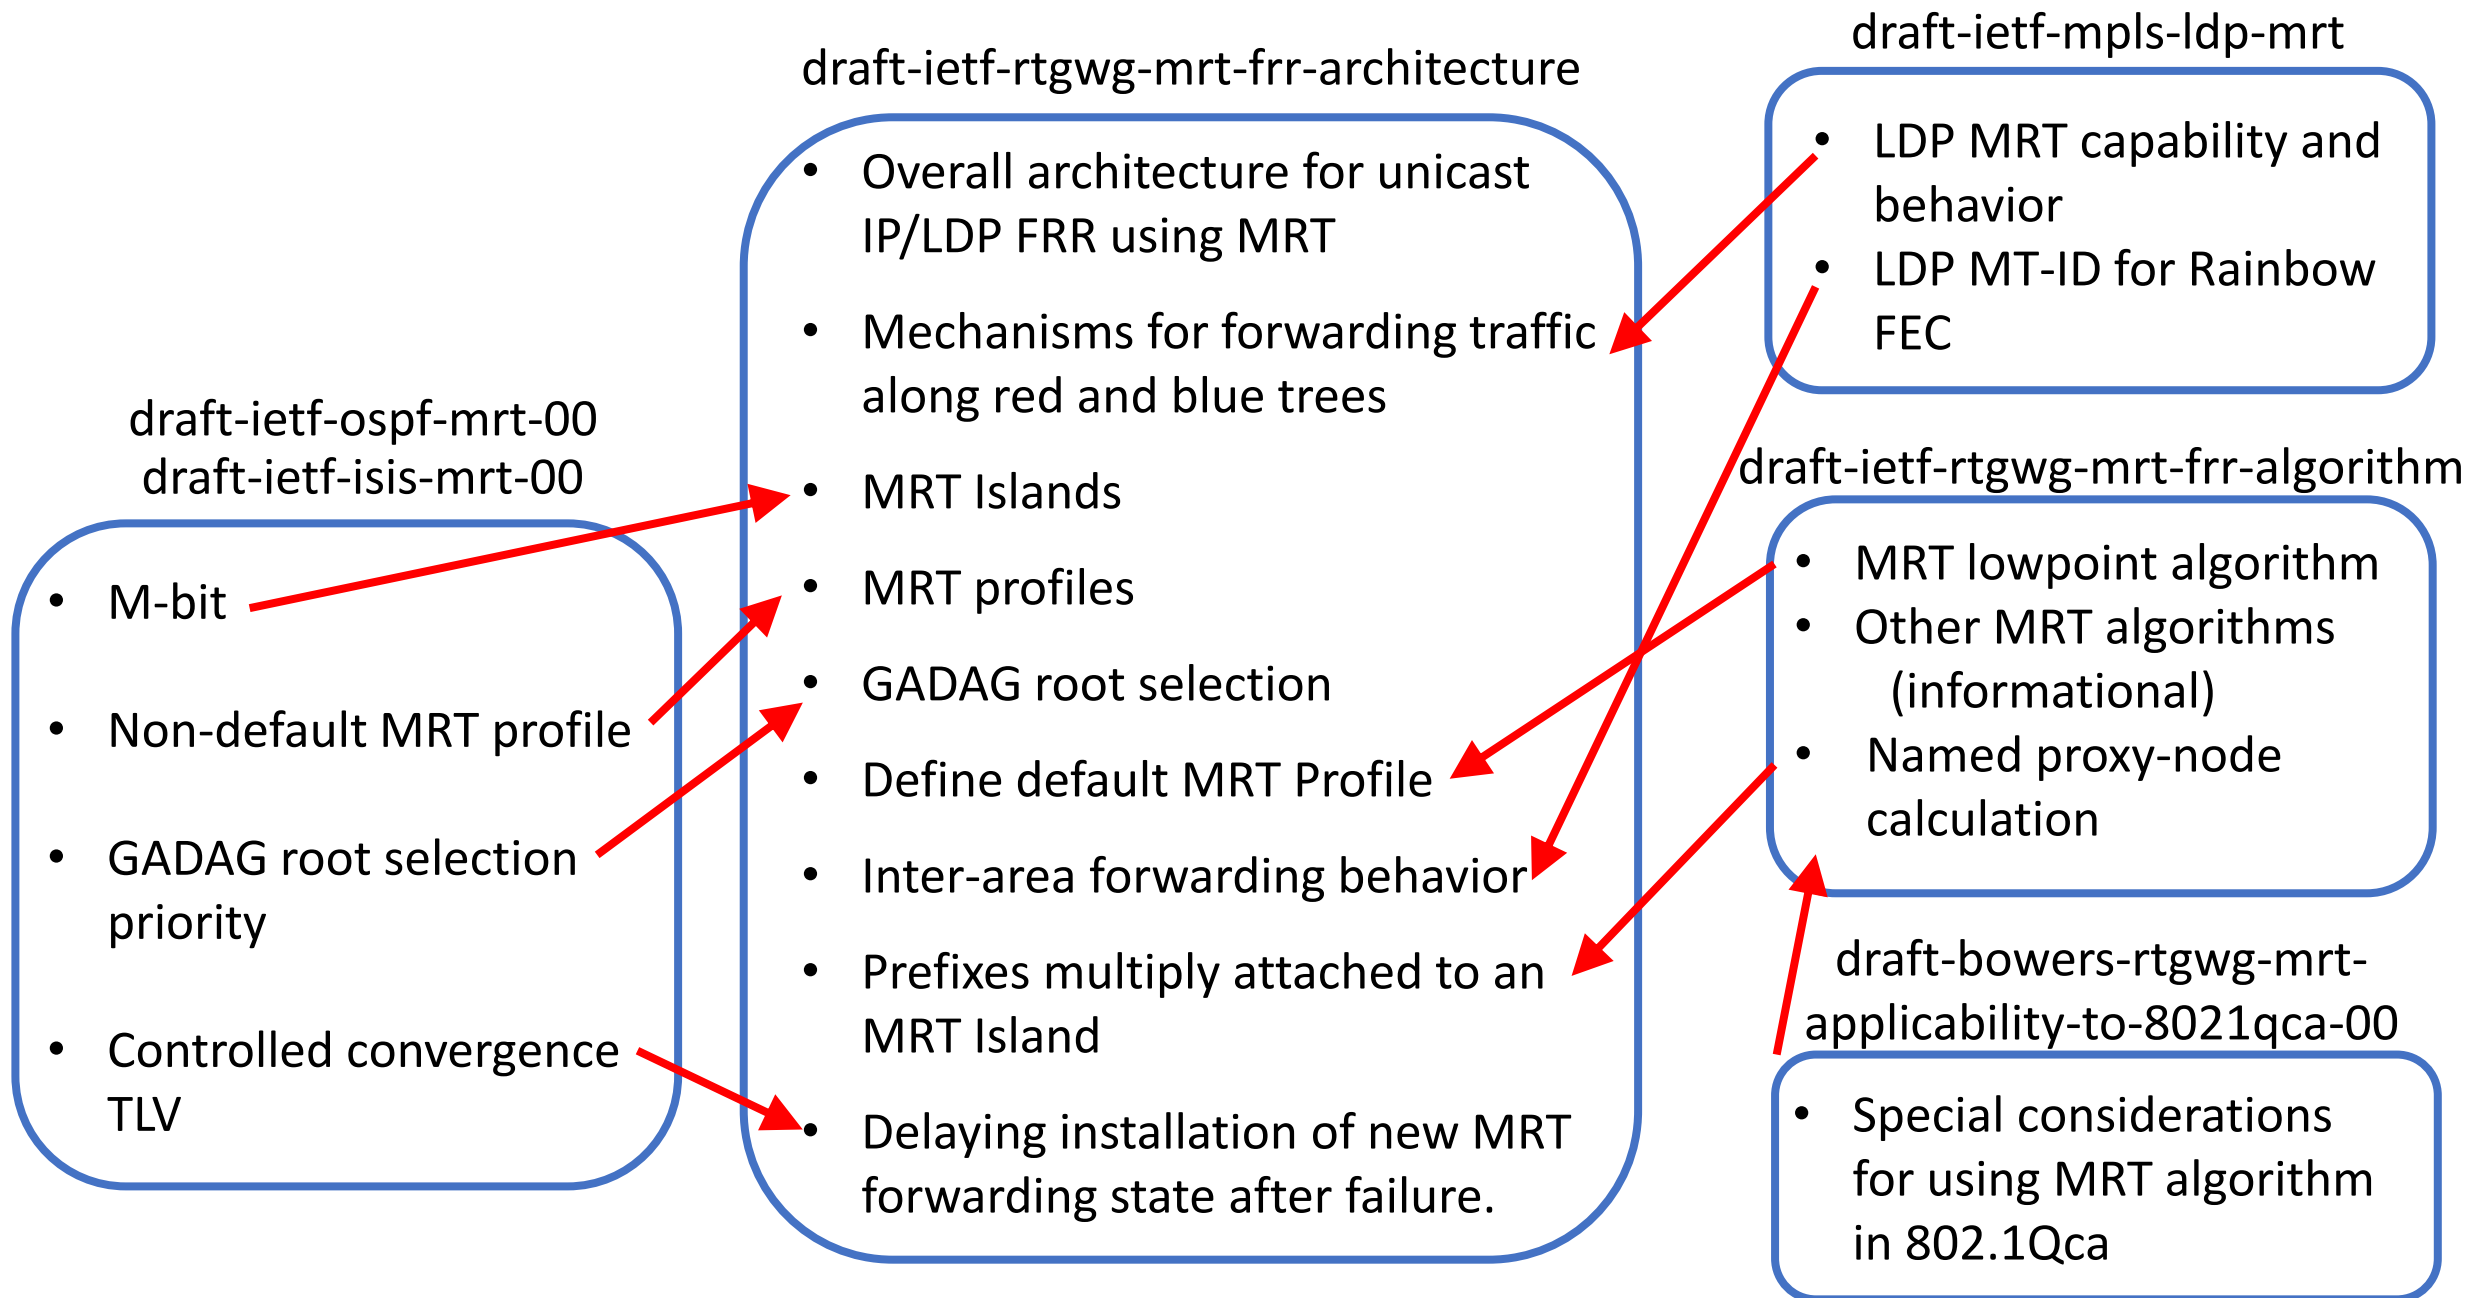 draft-ietf-ospf-mrt-00
draft-ietf-isis-mrt-00
• M-bit
• Non-default MRT profile
• GADAG root selection
priority
• Controlled convergence
TLV
draft-ietf-rtgwg-mrt-frr-architecture
• Overall architecture for unicast
IP/LDP FRR using MRT
• Mechanisms for forwarding traffic
along red and blue trees
• MRT Islands
• MRT profiles
• GADAG root selection
• Define default MRT Profile
• Inter-area forwarding behavior
• Prefixes multiply attached to an
MRT Island
• Delaying installation of new MRT
forwarding state after failure.
draft-ietf-mpls-ldp-mrt
• LDP MRT capability and
behavior
• LDP MT-ID for Rainbow
FEC
draft-ietf-rtgwg-mrt-frr-algorithm
• MRT lowpoint algorithm
• Other MRT algorithms
(informational)
• Named proxy-node
calculation
draft-bowers-rtgwg-mrt-
applicability-to-8021qca-00
• Special considerations
for using MRT algorithm
in 802.1Qca